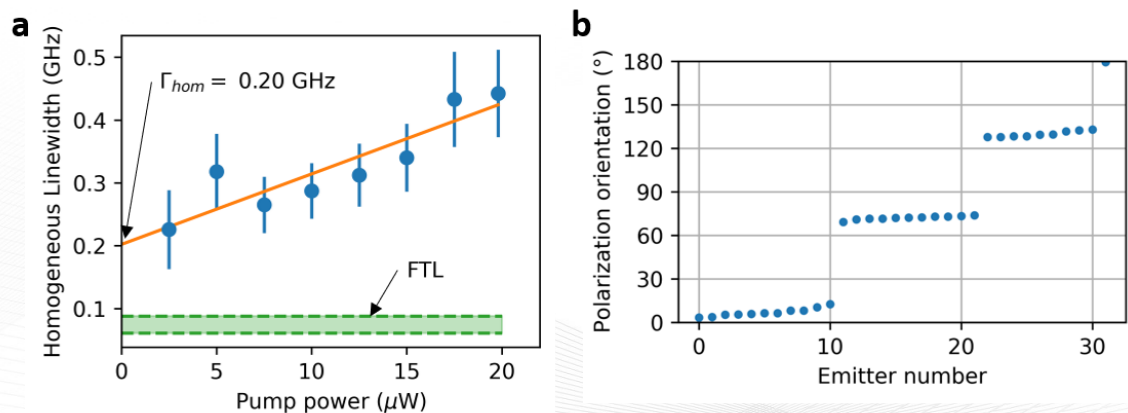 a
Homogeneous Linewidth (GHz)
0.5
0.4
0.3
0.2
0.1
Γhom = 0.20 GHz
FTL
0 5 10 15 20
Pump power (μW)
b
Polarization orientation (°)
180
150
120
90
60
30
0
0 10 20 30
Emitter number